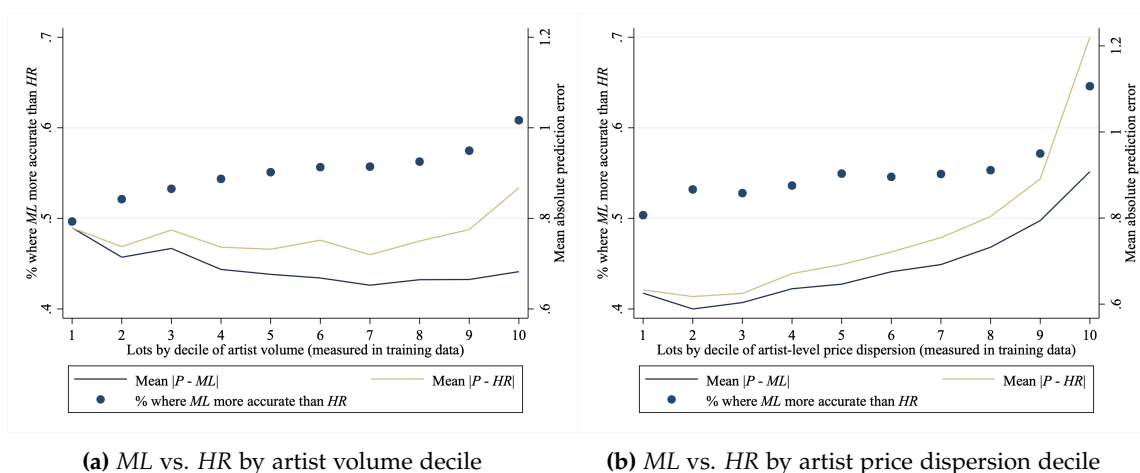 % where ML more accurate than HR
.4 .5 .6 .7
.6 .8 1 1.2
Mean absolute prediction error
1 2 3 4 5 6 7 8 9 10
Lots by decile of artist volume (measured in training data)
Mean |P - ML| Mean |P - HR|
% where ML more accurate than HR
(a) ML vs. HR by artist volume decile
% where ML more accurate than HR
.4 .5 .6 .7
.6 .8 1 1.2
Mean absolute prediction error
1 2 3 4 5 6 7 8 9 10
Lots by decile of artist-level price dispersion (measured in training data)
Mean |P - ML| Mean |P - HR|
% where ML more accurate than HR
(b) ML vs. HR by artist price dispersion decile